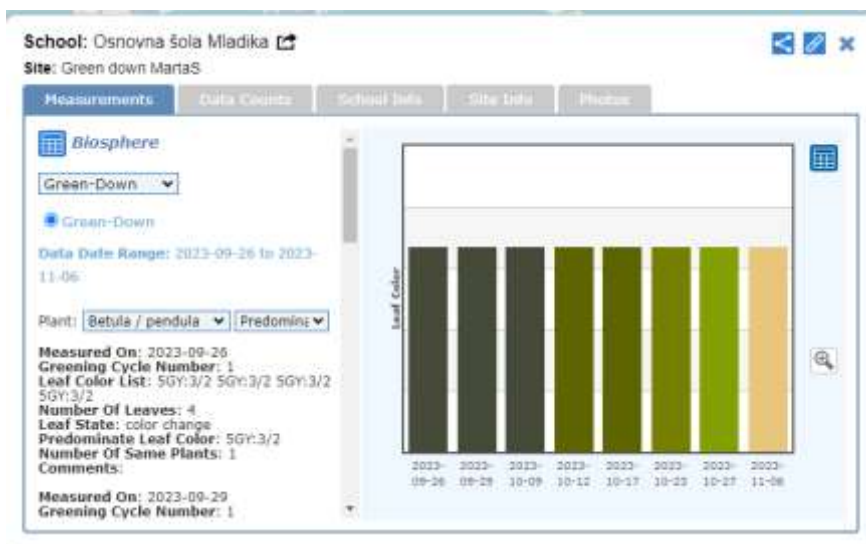 School: Osnovna šola Mladika
Site: Green down MartaS
Measurements
Data Counts
School Info
Site Info
Photos
Biosphere
Green-Down
Green-Down
Data Date Range: 2023-09-26 to 2023-
11-06
Plant: Betula / pendula Predomina
Measured On: 2023-09-26
Greening Cycle Number: 1
Leaf Color List: 5GY:3/2 5GY:3/2 5GY:3/2
5GY:3/2
Number Of Leaves: 4
Leaf State: color change
Predominate Leaf Color: 5GY:3/2
Number Of Same Plants: 1
Comments:
Measured On: 2023-09-29
Greening Cycle Number: 1
Leaf Color
2023-
09-26
2023-
09-29
2023-
10-09
2023-
10-12
2023-
10-17
2023-
10-23
2023-
10-27
2023-
11-06